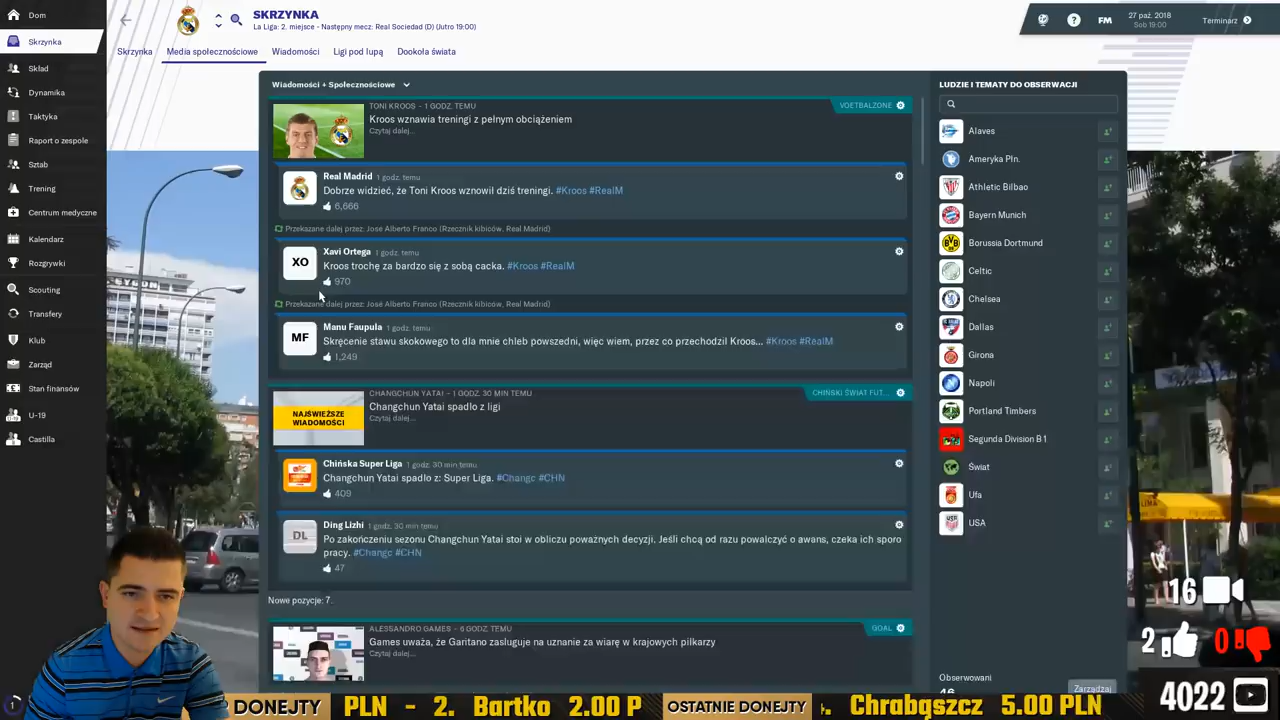 Dom
Skrzynka
Skład
Dynamika
Taktyka
Raport o zespole
Sztab
Trening
Centrum medyczne
Kalendarz
Rozgrywki
Scouting
Transfery
Klub
Zarząd
Stan finansów
U-19
Castilla
SKRZYNKA
La Liga: 2. miejsce - Następny mecz: Real Sociedad (D) (Jutro 19:00)
FM
27 paź. 2018
Sob 19:00
Terminarz
Skrzynka
Media społecznościowe
Wiadomości
Ligi pod lupą
Dookoła świata
Wiadomości + Społecznościowe
TONI KROOS - 1 GODZ. TEMU
VOETBALZONE
Kroos wznawia treningi z pełnym obciążeniem
Czytaj dalej...
Real Madrid 1 godz. temu
Dobrze widzieć, że Toni Kroos wznowił dziś treningi. #Kroos #RealM
6,666
Przekazane dalej przez: José Alberto Franco (Rzecznik kibiców, Real Madrid)
XO
Xavi Ortega 1 godz. temu
Kroos trochę za bardzo się z sobą cacka. #Kroos #RealM
970
Przekazane dalej przez: José Alberto Franco (Rzecznik kibiców, Real Madrid)
MF
Manu Faupula 1 godz. temu
Skręcenie stawu skokowego to dla mnie chleb powszedni, więc wiem, przez co przechodził Kroos... #Kroos #RealM
1,249
CHANGCHUN YATAI - 1 GODZ. 30 MIN TEMU
CHIŃSKI ŚWIAT FUT...
NAJŚWIEŻSZE
WIADOMOŚCI
Changchun Yatai spadło z ligi
Czytaj dalej...
Chińska Super Liga 1 godz. 30 min temu
Changchun Yatai spadło z: Super Liga. #Changc #CHN
409
DL
Ding Lizhi 1 godz. 30 min temu
Po zakończeniu sezonu Changchun Yatai stoi w obliczu poważnych decyzji. Jeśli chcą od razu powalczyć o awans, czeka ich sporo
pracy. #Changc #CHN
47
Nowe pozycje: 7.
ALESSANDRO GAMES - 6 GODZ. TEMU
GOAL
Games uważa, że Garitano zasługuje na uznanie za wiarę w krajowych piłkarzy
Czytaj dalej...
LUDZIE I TEMATY DO OBSERWACJI
Alaves
Ameryka Płn.
Athletic Bilbao
Bayern Munich
Borussia Dortmund
Celtic
Chelsea
Dallas
Girona
Napoli
Portland Timbers
Segunda División B 1
Świat
Ufa
USA
Obserwowani
Zarządzaj
16
2
0
4022
DONEJTY
PLN - 2. Bartko 2.00 P
OSTATNIE DONEJTY
Chrabąszcz 5.00 PLN